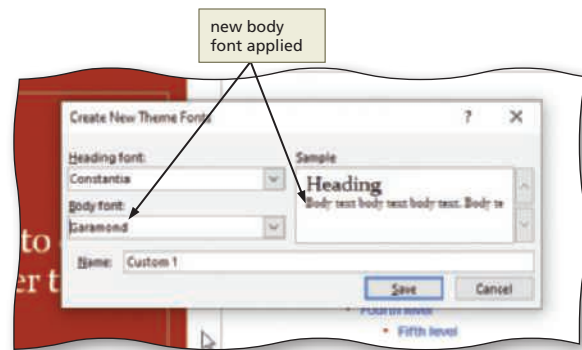 new body
font applied
Create New Theme Fonts
?
Heading font:
Sample
Constantia
Heading
Body font:
Body text body text body text. Body te
Garamond
to
Name: Custom 1
er t
Save
Cancel
Fourth level
• Fifth level